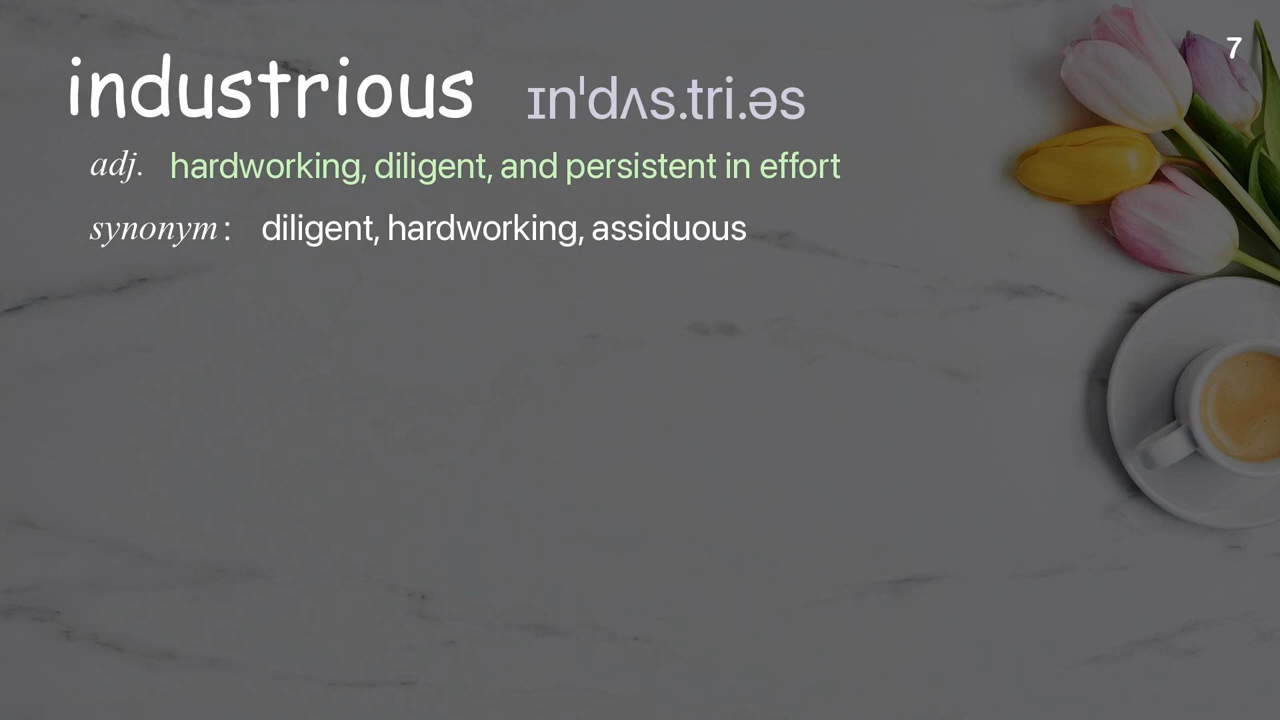 7
industrious ɪnˈdʌs.tri.əs
adj. hardworking, diligent, and persistent in effort
synonym : diligent, hardworking, assiduous